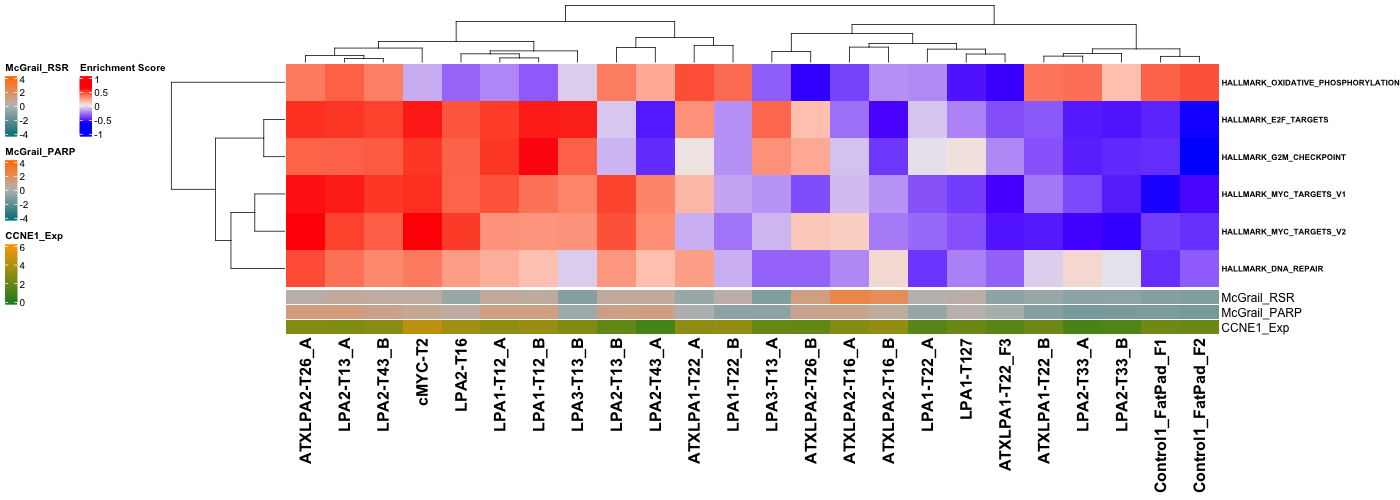 McGrail_RSR Enrichment Score
4 1
2 0.5
0 0
-2 -0.5
-4 -1
McGrail_PARP
4
2
0
-2
-4
CCNE1_Exp
6
4
2
0
HALLMARK_OXIDATIVE_PHOSPHORYLATION
HALLMARK_E2F_TARGETS
HALLMARK_G2M_CHECKPOINT
HALLMARK_MYC_TARGETS_V1
HALLMARK_MYC_TARGETS_V2
HALLMARK_DNA_REPAIR
McGrail_RSR
McGrail_PARP
CCNE1_Exp
ATXLPA2-T26_A
LPA2-T13_A
LPA2-T43_B
cMYC-T2
LPA2-T16
LPA1-T12_A
LPA1-T12_B
LPA3-T13_B
LPA2-T13_B
LPA2-T43_A
ATXLPA1-T22_A
LPA1-T22_B
LPA3-T13_A
ATXLPA2-T26_B
ATXLPA2-T16_A
ATXLPA2-T16_B
LPA1-T22_A
LPA1-T127
ATXLPA1-T22_F3
ATXLPA1-T22_B
LPA2-T33_A
LPA2-T33_B
Control1_FatPad_F1
Control1_FatPad_F2